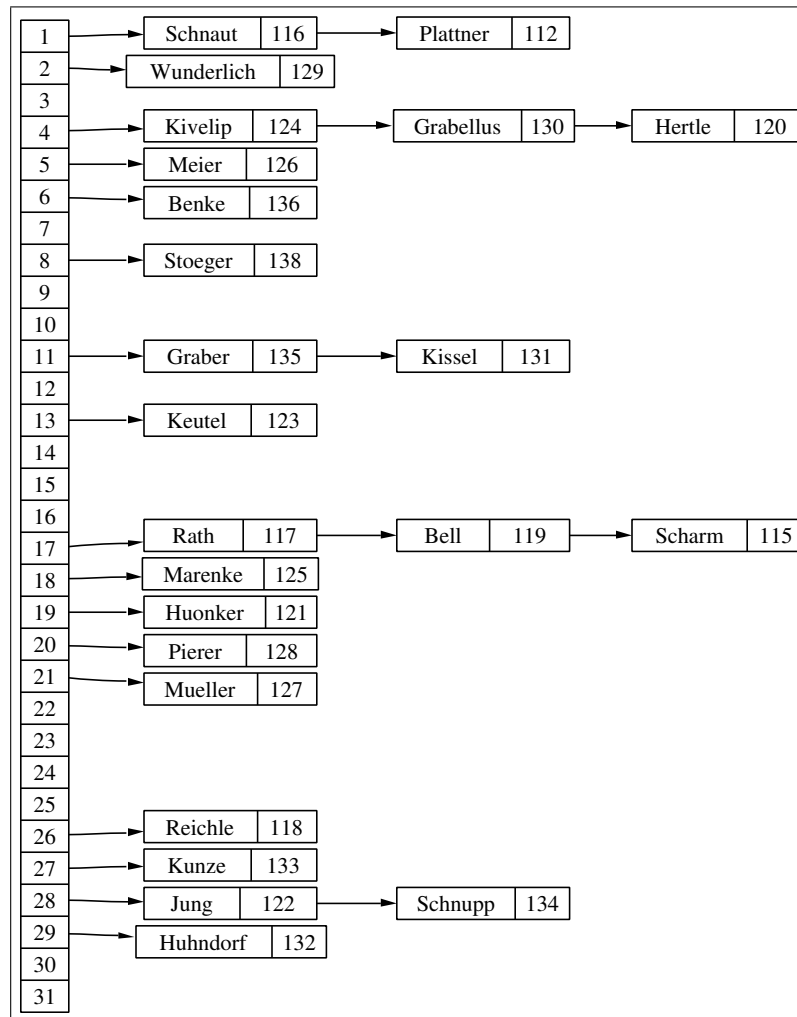 1 Schnaut 116 Plattner 112
2 Wunderlich 129
3
4 Kivelip 124 Grabellus 130 Hertle 120
5 Meier 126
6 Benke 136
7
8 Stoeger 138
9
10
11 Graber 135 Kissel 131
12
13 Keutel 123
14
15
16
17 Rath 117 Bell 119 Scharm 115
18 Marenke 125
19 Huonker 121
20 Pierer 128
21 Mueller 127
22
23
24
25
26 Reichle 118
27 Kunze 133
28 Jung 122 Schnupp 134
29 Huhndorf 132
30
31